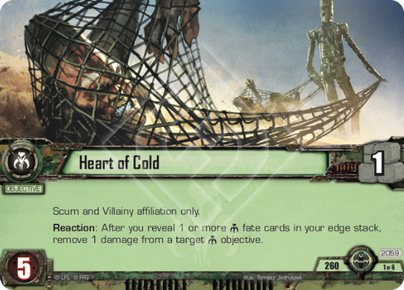 Heart of Cold
1
OBJECTIVE
Scum and Villainy affiliation only.
Reaction: After you reveal 1 or more fate cards in your edge stack,
remove 1 damage from a target objective.
2059
5
© LFL © FFG
Illus. Tomasz Jedruszek
260
1 of 6